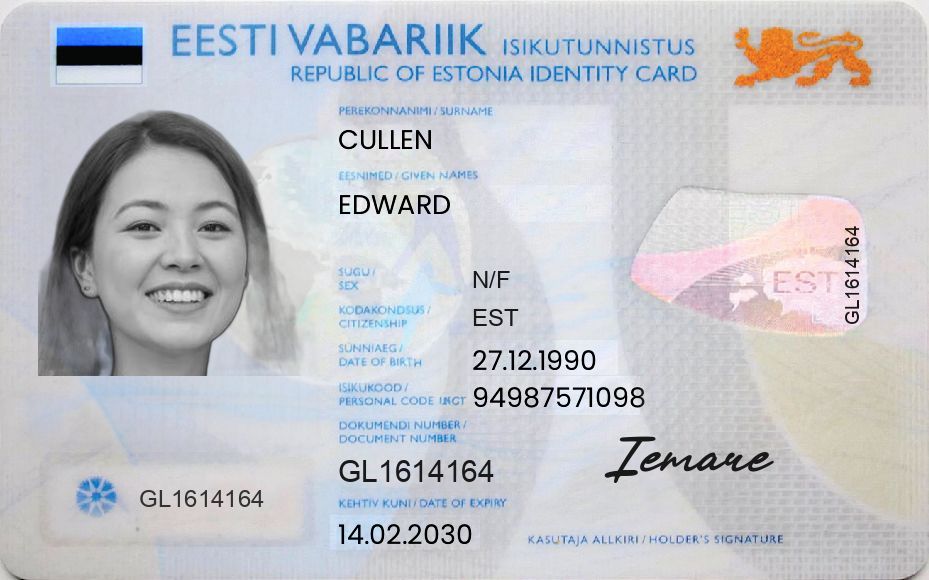 EESTI VABARIIK ISIKUTUNNISTUS
REPUBLIC OF ESTONIA IDENTITY CARD
PEREKONNANIMI / SURNAME
CULLEN
EESNIMED / GIVEN NAMES
EDWARD
SUGU /
SEX
N/F
KODAKONDSUS /
CITIZENSHIP
EST
SÜNNIAEG /
DATE OF BIRTH
27.12.1990
ISIKUKOOD /
PERSONAL CODE
94987571098
DOKUMENDI NUMBER /
DOCUMENT NUMBER
GL1614164
KEHTIV KUNI / DATE OF EXPIRY
14.02.2030
GL1614164
EST
GL1614164
Iemare
KASUTAJA ALLKIRI / HOLDER'S SIGNATURE